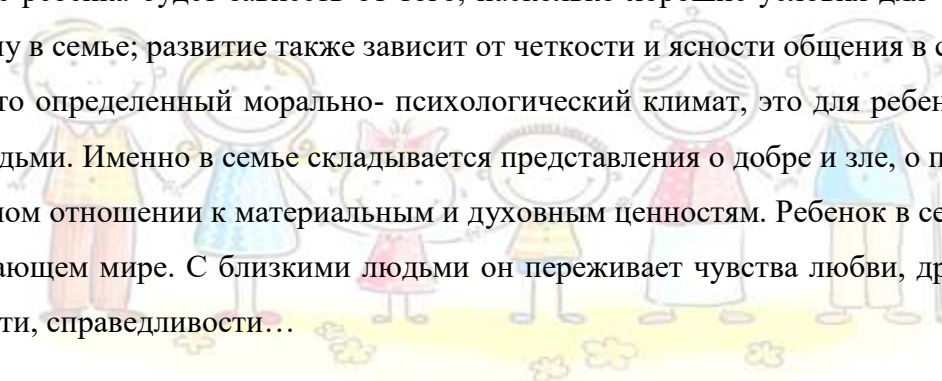 ребенка будет зависть от того, насколько хорошие условия для
у в семье; развитие также зависит от четкости и ясности общения в с
то определенный морально- психологический климат, это для ребен
дьми. Именно в семье складывается представления о добре и зле, о п
ном отношении к материальным и духовным ценностям. Ребенок в се
ающем мире. С близкими людьми он переживает чувства любви, др
ти, справедливости…